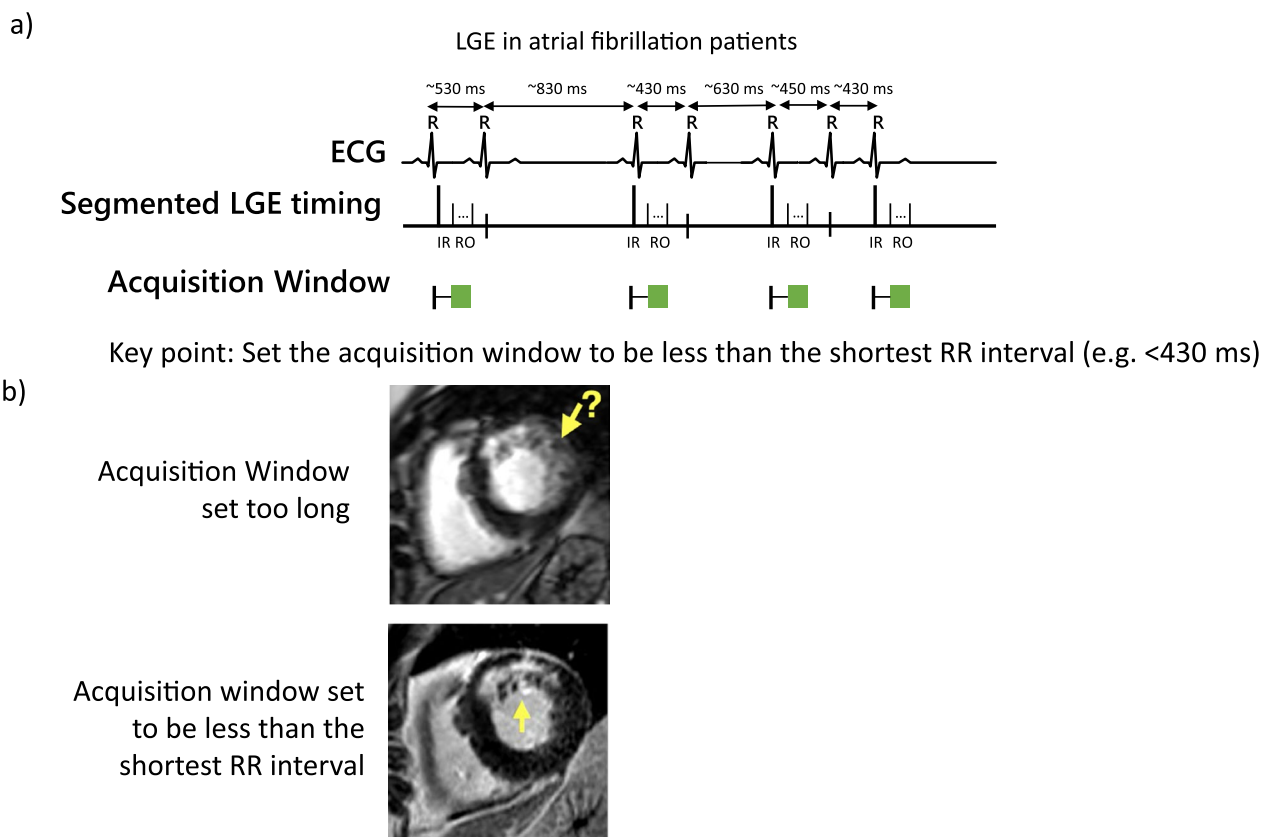 a)
LGE in atrial fibrillation patients
~530 ms ~830 ms ~430 ms ~630 ms ~450 ms ~430 ms
R R R R R R R
ECG
Segmented LGE timing
... ... ... ...
IR RO IR RO IR RO IR RO
Acquisition Window
Key point: Set the acquisition window to be less than the shortest RR interval (e.g. <430 ms)
b)
?
Acquisition Window
set too long
Acquisition window set
to be less than the
shortest RR interval